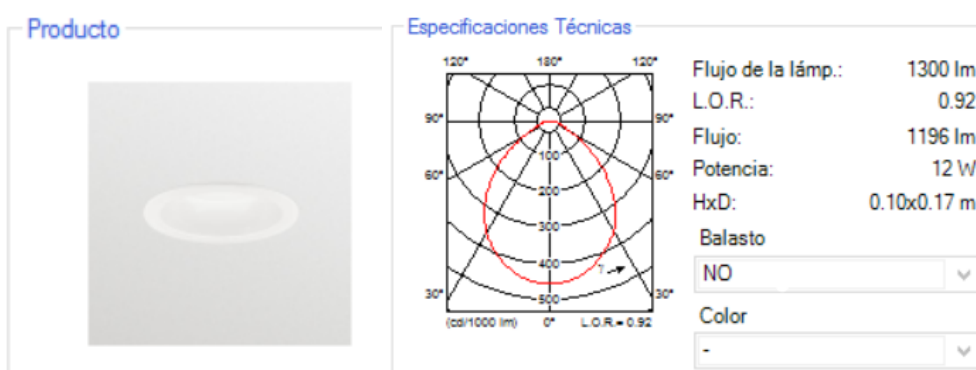 Producto
Especificaciones Técnicas
120° 180° 120°
90° 90°
100
60° 60°
200
300
400
30° 30°
500
(cd/1000 lm) 0° L.O.R.= 0.92
Flujo de la lámp.: 1300 lm
L.O.R.: 0.92
Flujo: 1196 lm
Potencia: 12 W
HxD: 0.10x0.17 m
Balasto
NO
Color
-